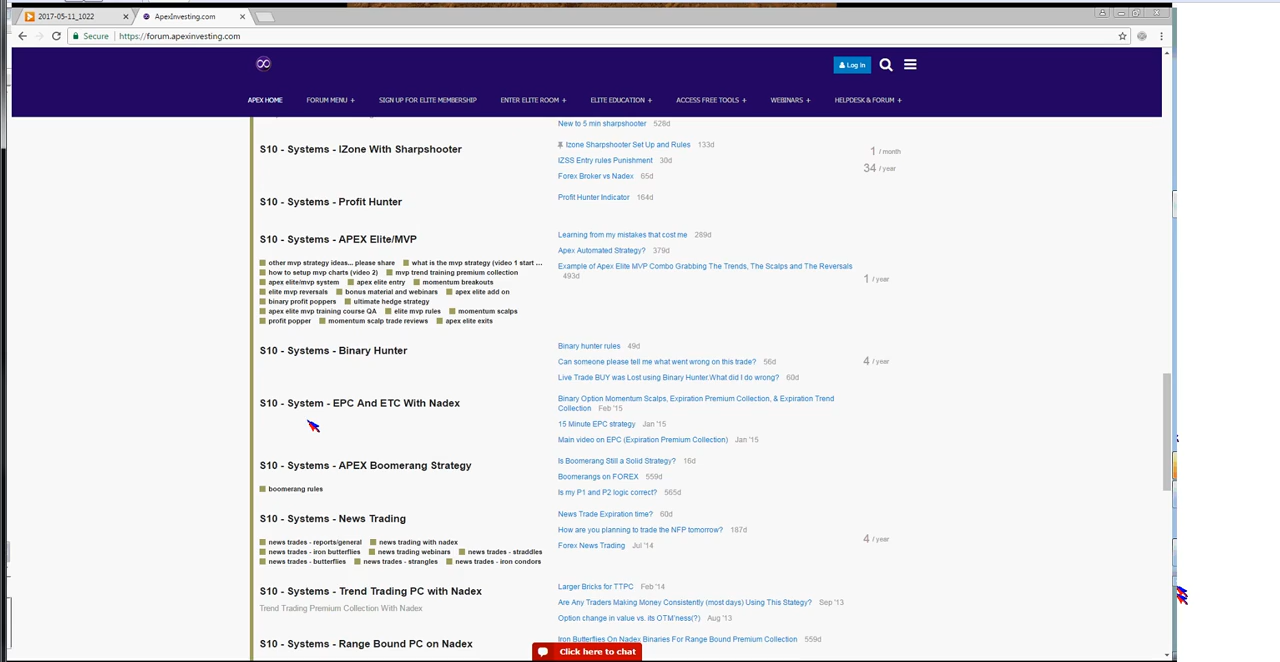 2017-05-11_1022
ApexInvesting.com
Secure https://forum.apexinvesting.com
Log In
APEX HOME FORUM MENU + SIGN UP FOR ELITE MEMBERSHIP ENTER ELITE ROOM + ELITE EDUCATION + ACCESS FREE TOOLS + WEBINARS + HELPDESK & FORUM +
New to 5 min sharpshooter 528d
S10 - Systems - IZone With Sharpshooter
Izone Sharpshooter Set Up and Rules 133d
IZSS Entry rules Punishment 30d
Forex Broker vs Nadex 65d
1 / month
34 / year
S10 - Systems - Profit Hunter
Profit Hunter Indicator 164d
S10 - Systems - APEX Elite/MVP
other mvp strategy ideas... please share what is the mvp strategy (video 1 start ...
how to setup mvp charts (video 2) mvp trend training premium collection
apex elite/mvp system apex elite entry momentum breakouts
elite mvp reversals bonus material and webinars apex elite add on
binary profit poppers ultimate hedge strategy
apex elite mvp training course QA elite mvp rules momentum scalps
profit popper momentum scalp trade reviews apex elite exits
Learning from my mistakes that cost me 289d
Apex Automated Strategy? 379d
Example of Apex Elite MVP Combo Grabbing The Trends, The Scalps and The Reversals
493d
1 / year
S10 - Systems - Binary Hunter
Binary hunter rules 49d
Can someone please tell me what went wrong on this trade? 56d
Live Trade BUY was Lost using Binary Hunter.What did I do wrong? 60d
4 / year
S10 - System - EPC And ETC With Nadex
Binary Option Momentum Scalps, Expiration Premium Collection, & Expiration Trend
Collection Feb '15
15 Minute EPC strategy Jan '15
Main video on EPC (Expiration Premium Collection) Jan '15
S10 - Systems - APEX Boomerang Strategy
boomerang rules
Is Boomerang Still a Solid Strategy? 16d
Boomerangs on FOREX 559d
Is my P1 and P2 logic correct? 565d
S10 - Systems - News Trading
news trades - reports/general news trading with nadex
news trades - iron butterflies news trading webinars news trades - straddles
news trades - butterflies news trades - strangles news trades - iron condors
News Trade Expiration time? 60d
How are you planning to trade the NFP tomorrow? 187d
Forex News Trading Jul '14
4 / year
S10 - Systems - Trend Trading PC with Nadex
Trend Trading Premium Collection With Nadex
Larger Bricks for TTPC Feb '14
Are Any Traders Making Money Consistently (most days) Using This Stategy? Sep '13
Option change in value vs. its OTM'ness(?) Aug '13
S10 - Systems - Range Bound PC on Nadex
Iron Butterflies On Nadex Binaries For Range Bound Premium Collection 559d
Click here to chat